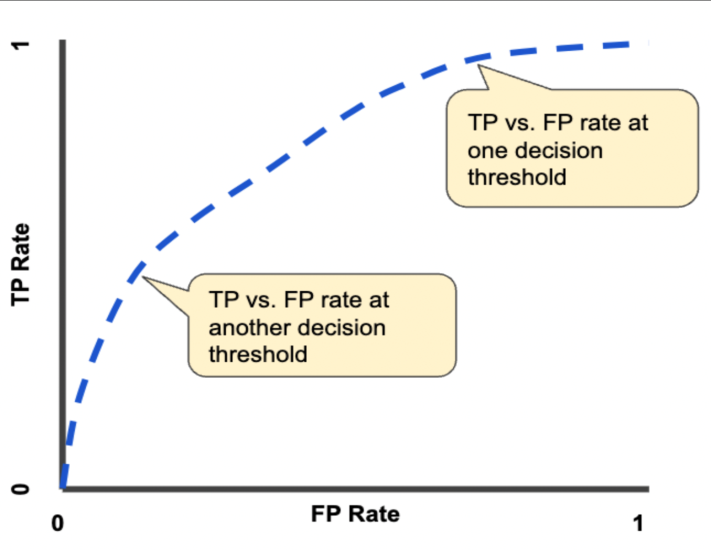 1
TP vs. FP rate at
one decision
threshold
TP Rate
TP vs. FP rate at
another decision
threshold
0
0
FP Rate
1